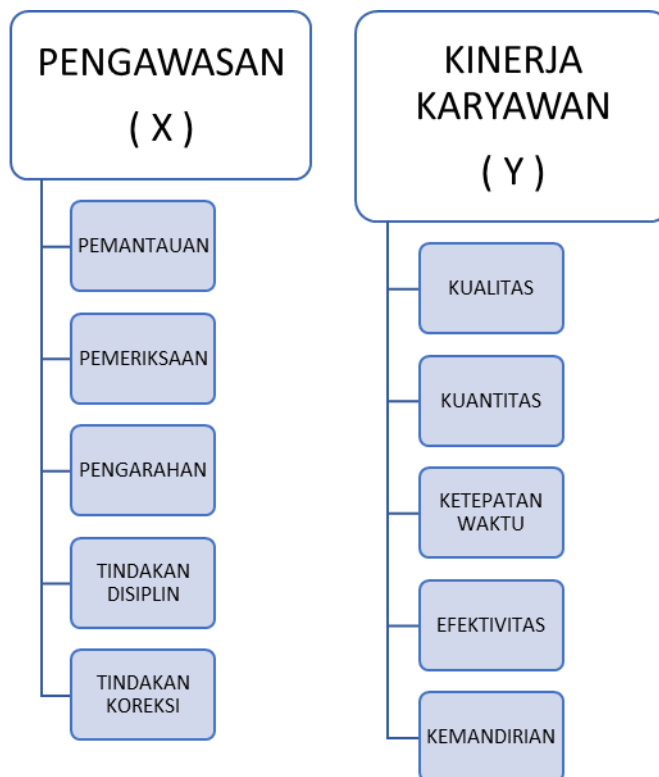 PENGAWASAN
( X )
PEMANTAUAN
PEMERIKSAAN
PENGARAHAN
TINDAKAN
DISIPLIN
TINDAKAN
KOREKSI
KINERJA
KARYAWAN
( Y )
KUALITAS
KUANTITAS
KETEPATAN
WAKTU
EFEKTIVITAS
KEMANDIRIAN